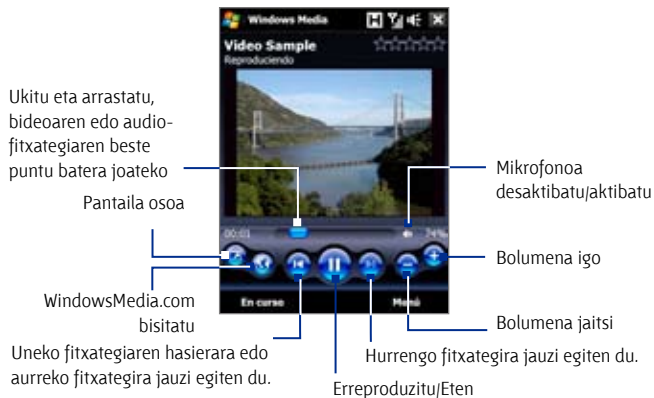 Windows Media
Video Sample
Reproduciendo
Ukitu eta arrastatu,
bideoaren edo audio-
fitxategiaren beste
puntu batera joateko
Mikrofonoa
desaktibatu/aktibatu
Pantaila osoa
00:01
74%
Bolumena igo
WindowsMedia.com
bisitatu
En curso
Menú
Bolumena jaitsi
Uneko fitxategiaren hasierara edo
aurreko fitxategira jauzi egiten du.
Hurrengo fitxategira jauzi egiten du.
Erreproduzitu/Eten